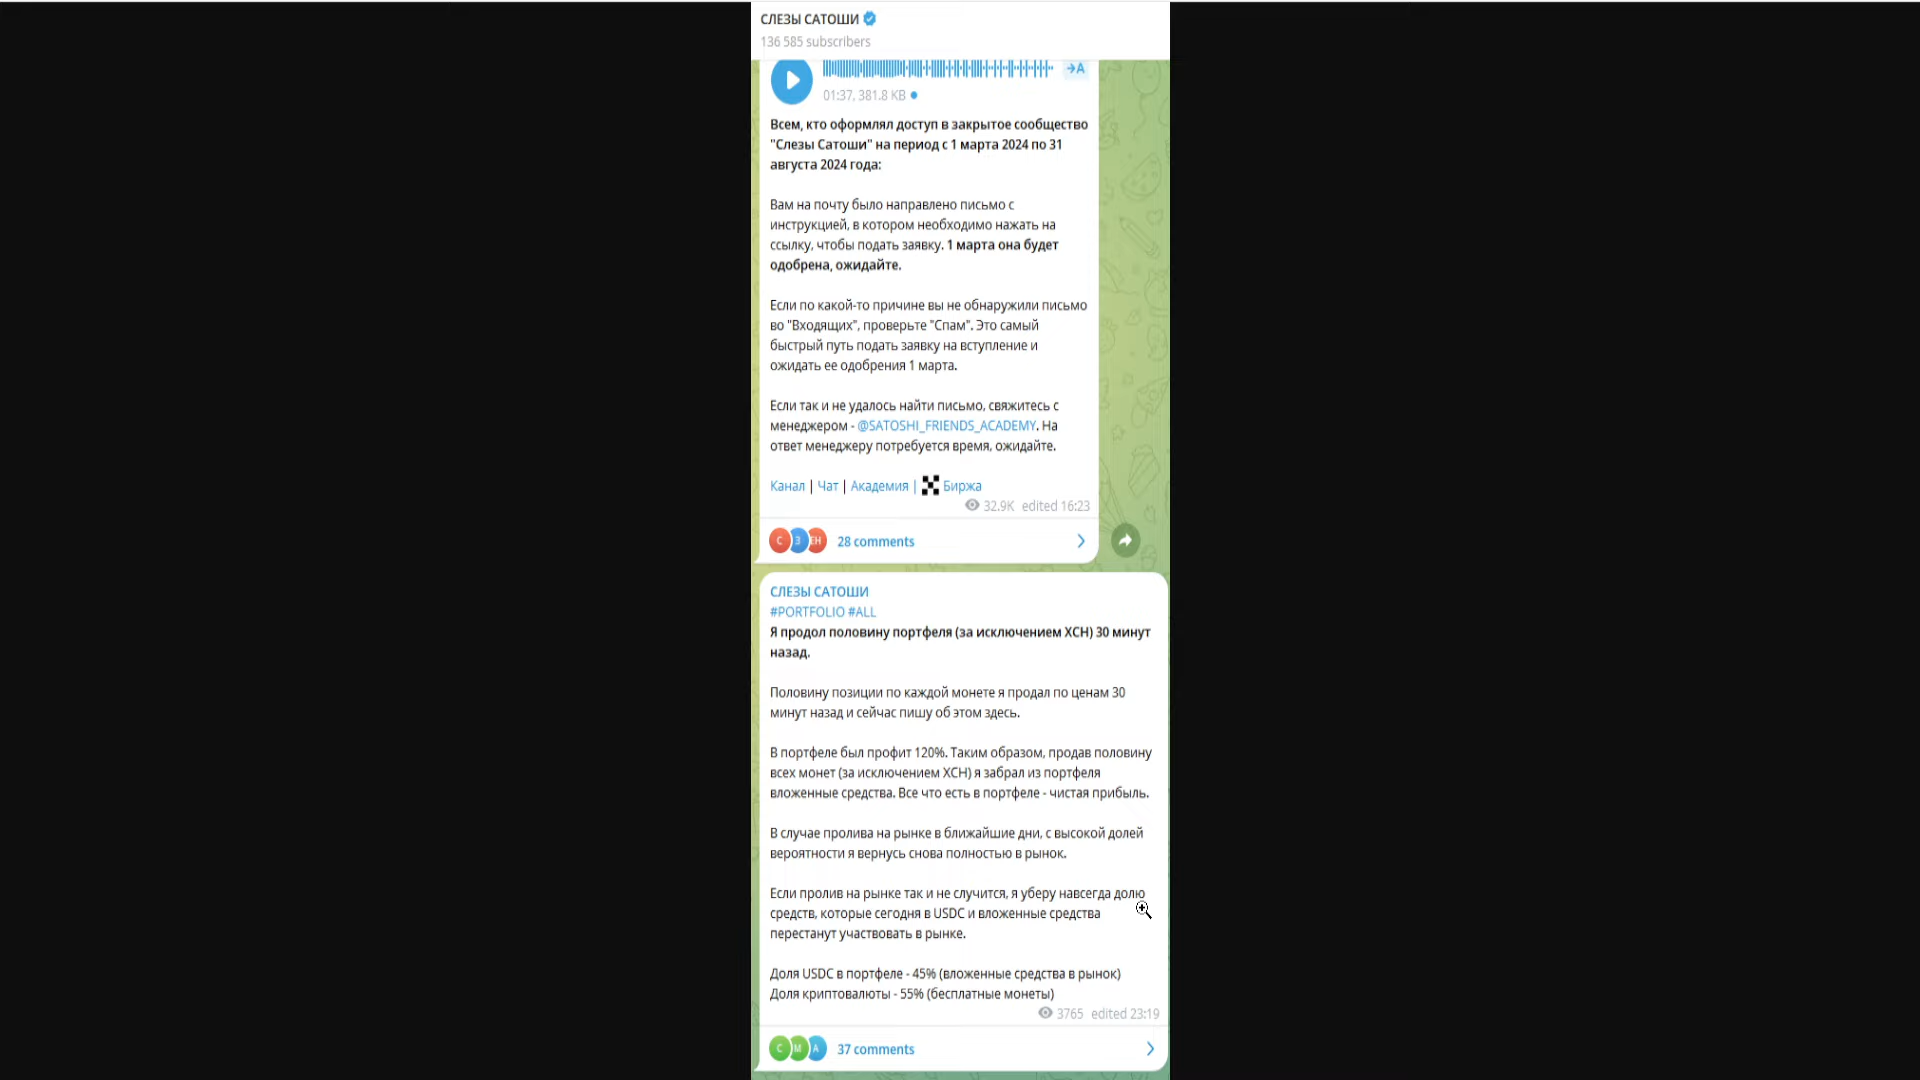 СЛЕЗЫ САТОШИ
136 585 subscribers
→A
01:37, 381.8 KB
Всем, кто оформлял доступ в закрытое сообщество
"Слезы Сатоши" на период с 1 марта 2024 по 31
августа 2024 года:
Вам на почту было направлено письмо с
инструкцией, в котором необходимо нажать на
ссылку, чтобы подать заявку. 1 марта она будет
одобрена, ожидайте.
Если по какой-то причине вы не обнаружили письмо
во "Входящих", проверьте "Спам". Это самый
быстрый путь подать заявку на вступление и
ожидать ее одобрения 1 марта.
Если так и не удалось найти письмо, свяжитесь с
менеджером - @SATOSHI_FRIENDS_ACADEMY. На
ответ менеджеру потребуется время, ожидайте.
Канал | Чат | Академия | Биржа
32.9K edited 16:23
С З ЕН 28 comments
СЛЕЗЫ САТОШИ
#PORTFOLIO #ALL
Я продол половину портфеля (за исключением XCH) 30 минут
назад.
Половину позиции по каждой монете я продал по ценам 30
минут назад и сейчас пишу об этом здесь.
В портфеле был профит 120%. Таким образом, продав половину
всех монет (за исключением XCH) я забрал из портфеля
вложенные средства. Все что есть в портфеле - чистая прибыль.
В случае пролива на рынке в ближайшие дни, с высокой долей
вероятности я вернусь снова полностью в рынок.
Если пролив на рынке так и не случится, я уберу навсегда долю
средств, которые сегодня в USDC и вложенные средства
перестанут участвовать в рынке.
Доля USDC в портфеле - 45% (вложенные средства в рынок)
Доля криптовалюты - 55% (бесплатные монеты)
3765 edited 23:19
С М А 37 comments